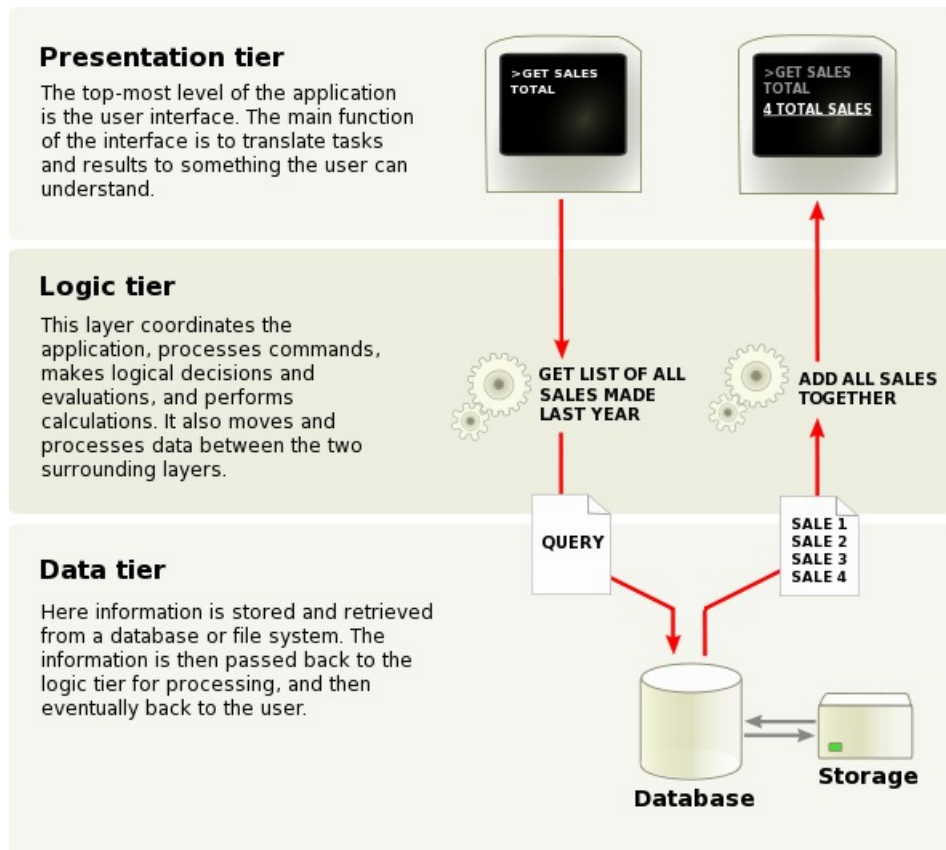 Presentation tier
The top-most level of the application
is the user interface. The main function
of the interface is to translate tasks
and results to something the user can
understand.
>GET SALES
TOTAL
>GET SALES
TOTAL
4 TOTAL SALES
Logic tier
This layer coordinates the
application, processes commands,
makes logical decisions and
evaluations, and performs
calculations. It also moves and
processes data between the two
surrounding layers.
GET LIST OF ALL
SALES MADE
LAST YEAR
ADD ALL SALES
TOGETHER
Data tier
Here information is stored and retrieved
from a database or file system. The
information is then passed back to the
logic tier for processing, and then
eventually back to the user.
QUERY
SALE 1
SALE 2
SALE 3
SALE 4
Database
Storage